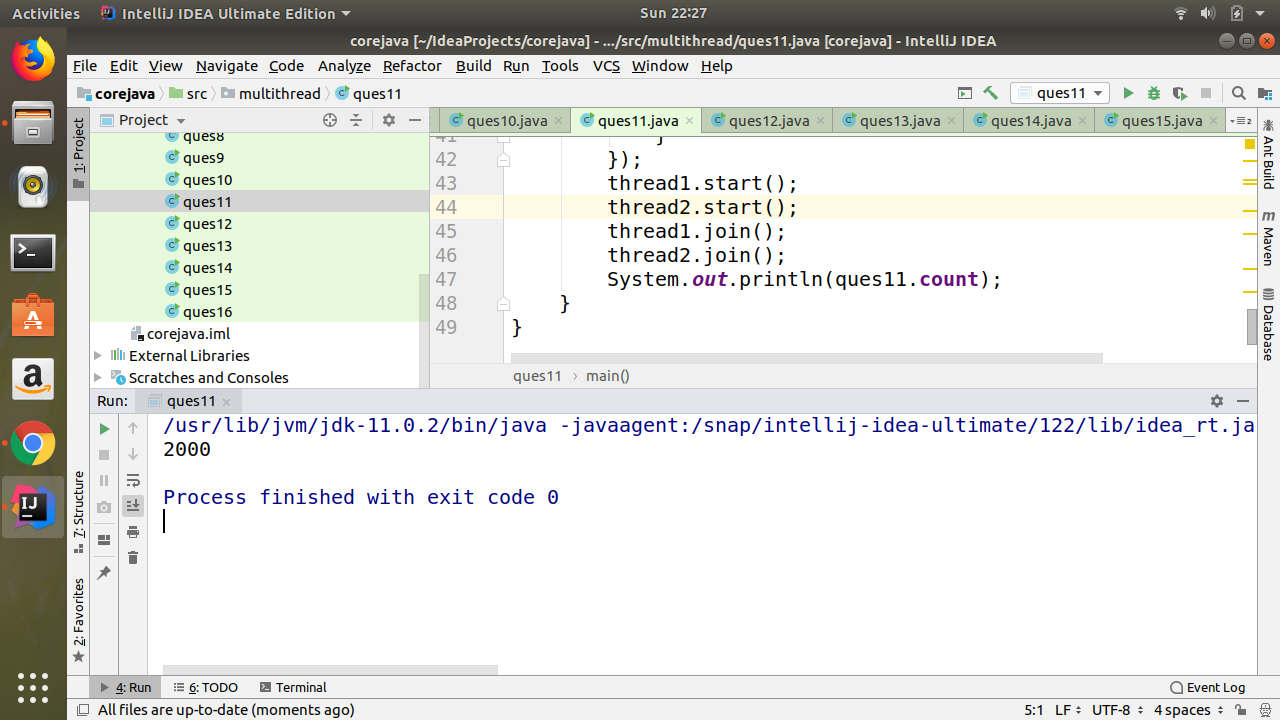 Activities IntelliJ IDEA Ultimate Edition Sun 22:27
corejava [~/IdeaProjects/corejava] - .../src/multithread/ques11.java [corejava] - IntelliJ IDEA
File Edit View Navigate Code Analyze Refactor Build Run Tools VCS Window Help
corejava src multithread ques11 ques11
1: Project
Project
ques10.java ques11.java ques12.java ques13.java ques14.java ques15.java
ques8
ques9
ques10
ques11
ques12
ques13
ques14
ques15
ques16
corejava.iml
External Libraries
Scratches and Consoles
42 });
43 thread1.start();
44 thread2.start();
45 thread1.join();
46 thread2.join();
47 System.out.println(ques11.count);
48 }
49 }
ques11 › main()
Ant Build
Maven
Database
Run: ques11
/usr/lib/jvm/jdk-11.0.2/bin/java -javaagent:/snap/intellij-idea-ultimate/122/lib/idea_rt.ja
2000
Process finished with exit code 0
7: Structure
2: Favorites
4: Run 6: TODO Terminal Event Log
All files are up-to-date (moments ago) 5:1 LF UTF-8 4 spaces